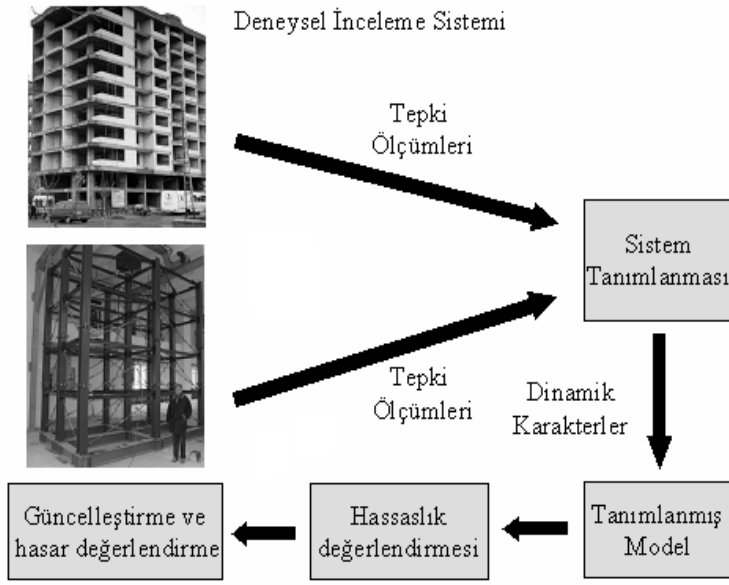 Deneysel İnceleme Sistemi
Tepki
Ölçümleri
Sistem
Tanımlanması
Tepki
Ölçümleri
Dinamik
Karakterler
Güncelleştirme ve
hasar değerlendirme
Hassaslık
değerlendirmesi
Tanımlanmış
Model